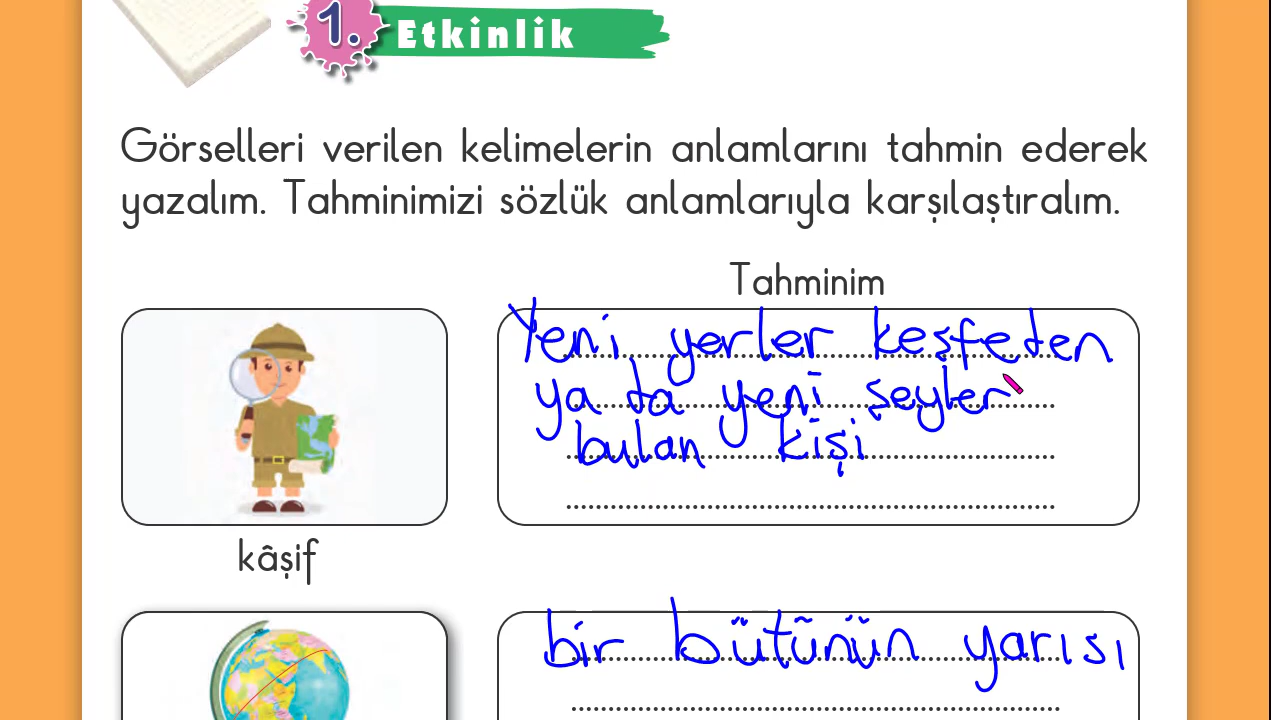 1. Etkinlik
Görselleri verilen kelimelerin anlamlarını tahmin ederek
yazalım. Tahminimizi sözlük anlamlarıyla karşılaştıralım.
Tahminim
Yeni yerler keşfeden
ya da yeni şeyler
bulan kişi
kâşif
bir bütünün yarısı